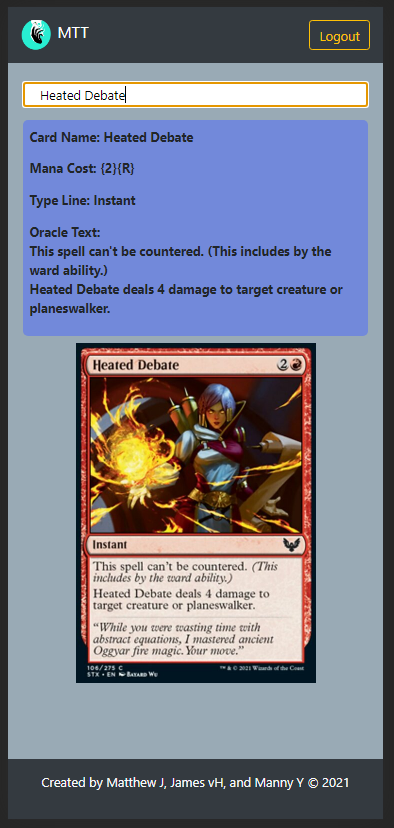 MTT
Logout
Heated Debate
Card Name: Heated Debate
Mana Cost: {2}{R}
Type Line: Instant
Oracle Text:
This spell can't be countered. (This includes by the
ward ability.)
Heated Debate deals 4 damage to target creature or
planeswalker.
Heated Debate 2
Instant
This spell can't be countered. (This
includes by the ward ability.)
Heated Debate deals 4 damage to
target creature or planeswalker.
"While you were wasting time with
abstract equations, I mastered ancient
Oggyar fire magic. Your move."
106/275 C
STX • EN Bayard Wu
™ & © 2021 Wizards of the Coast
Created by Matthew J, James vH, and Manny Y © 2021